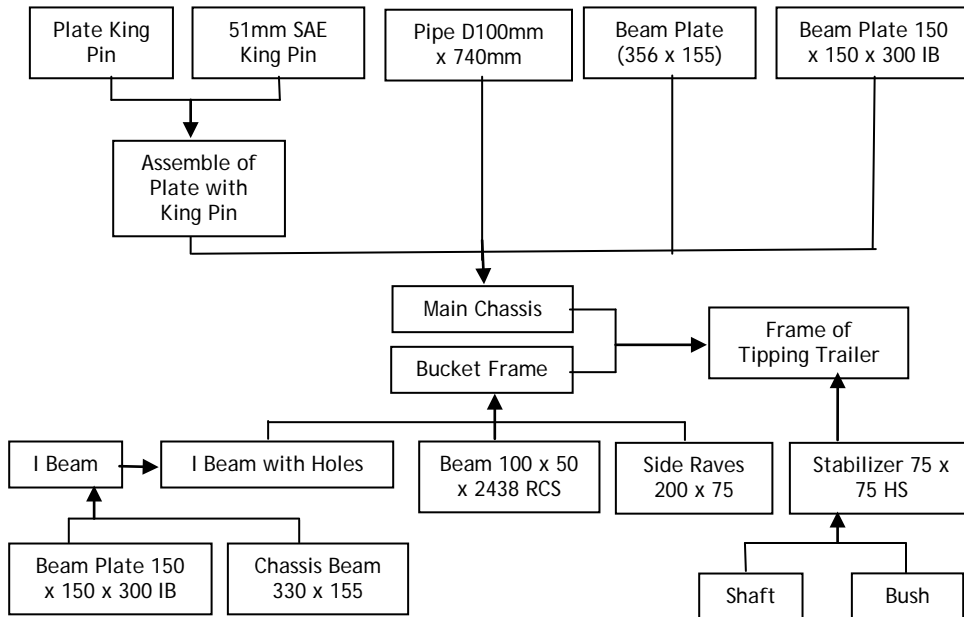 Plate King
Pin
51mm SAE
King Pin
Pipe D100mm
x 740mm
Beam Plate
(356 x 155)
Beam Plate 150
x 150 x 300 IB
Assemble of
Plate with
King Pin
Main Chassis
Frame of
Tipping Trailer
Bucket Frame
I Beam
I Beam with Holes
Beam 100 x 50
x 2438 RCS
Side Raves
200 x 75
Stabilizer 75 x
75 HS
Beam Plate 150
x 150 x 300 IB
Chassis Beam
330 x 155
Shaft
Bush